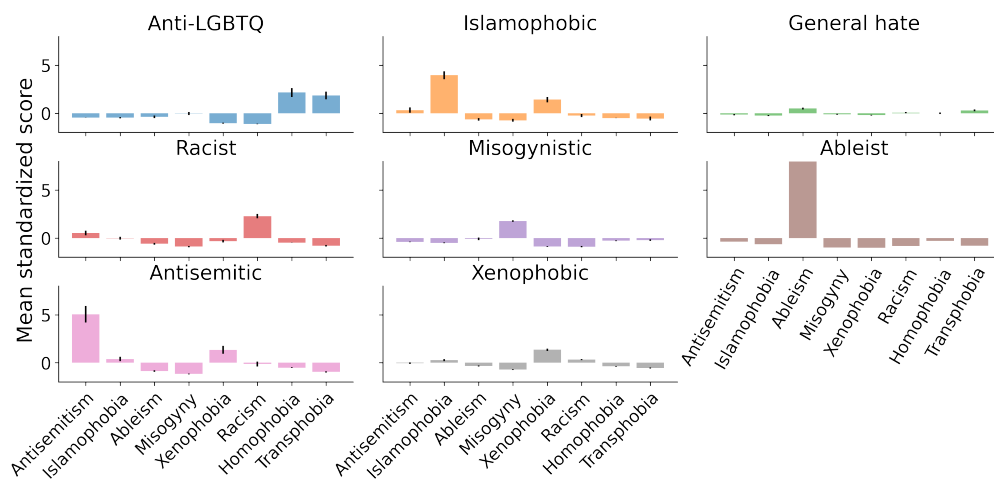 Anti-LGBTQ
Islamophobic
General hate
5
0
Racist
Misogynistic
Ableist
Mean standardized score
5
0
Antisemitic
Xenophobic
5
0
Antisemitism
Islamophobia
Ableism
Misogyny
Xenophobia
Racism
Homophobia
Transphobia
Antisemitism
Islamophobia
Ableism
Misogyny
Xenophobia
Racism
Homophobia
Transphobia
Antisemitism
Islamophobia
Ableism
Misogyny
Xenophobia
Racism
Homophobia
Transphobia